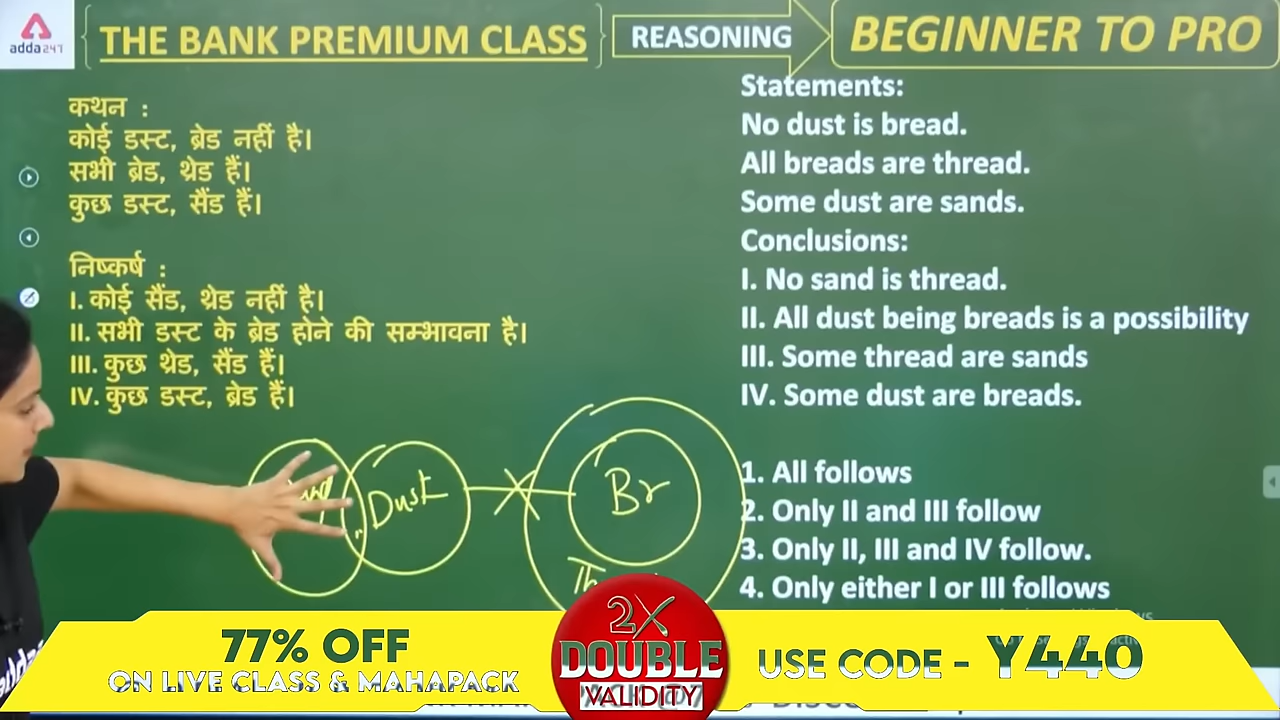 adda247
THE BANK PREMIUM CLASS
REASONING
BEGINNER TO PRO
कथन :
कोई डस्ट, ब्रेड नहीं है।
सभी ब्रेड, थ्रेड हैं।
कुछ डस्ट, सैंड हैं।
निष्कर्ष :
I. कोई सैंड, थ्रेड नहीं है।
II. सभी डस्ट के ब्रेड होने की सम्भावना है।
III. कुछ थ्रेड, सैंड हैं।
IV. कुछ डस्ट, ब्रेड हैं।
Statements:
No dust is bread.
All breads are thread.
Some dust are sands.
Conclusions:
I. No sand is thread.
II. All dust being breads is a possibility
III. Some thread are sands
IV. Some dust are breads.
1. All follows
2. Only II and III follow
3. Only II, III and IV follow.
4. Only either I or III follows
Dust
Br
77% OFF
ON LIVE CLASS & MAHAPACK
2X
DOUBLE
VALIDITY
USE CODE - Y440